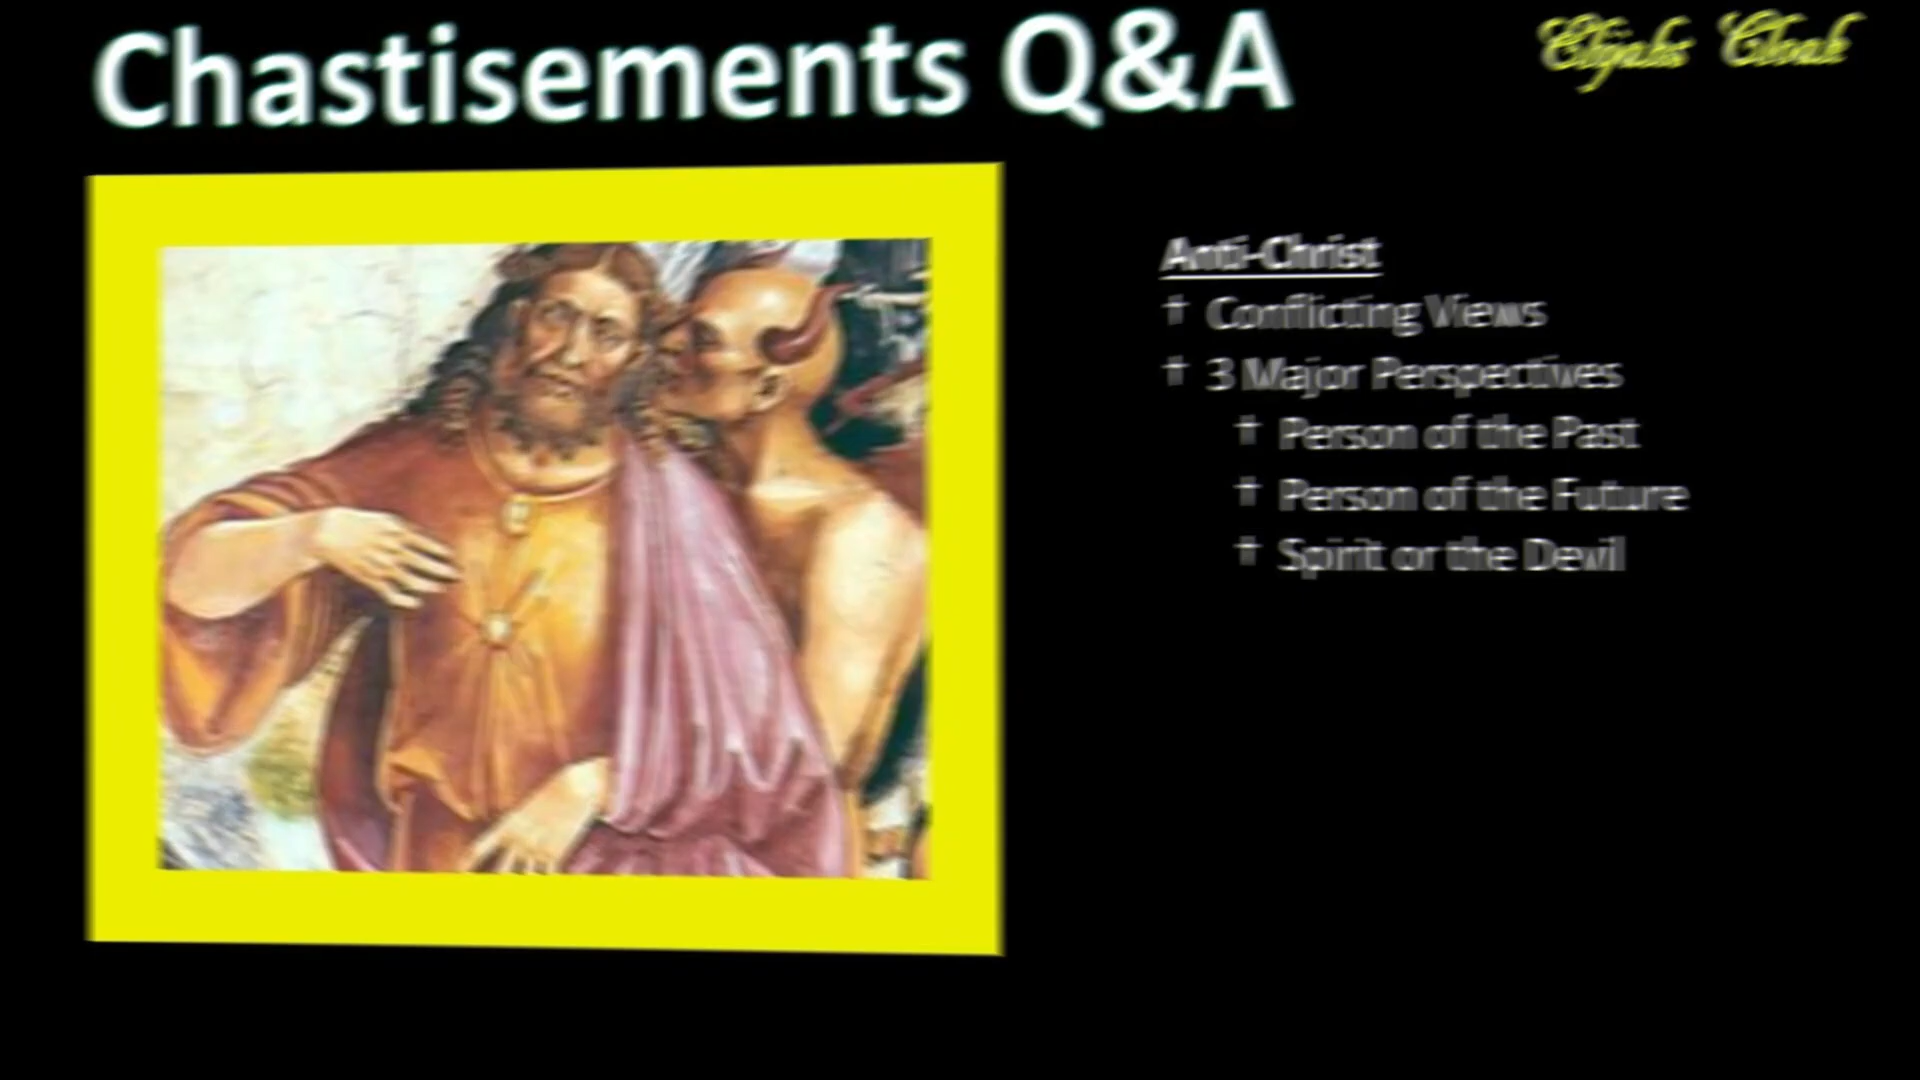 Chastisements Q&A
Elijahs Cloak
Anti-Christ
† Conflicting Views
† 3 Major Perspectives
† Person of the Past
† Person of the Future
† Spirit or the Devil